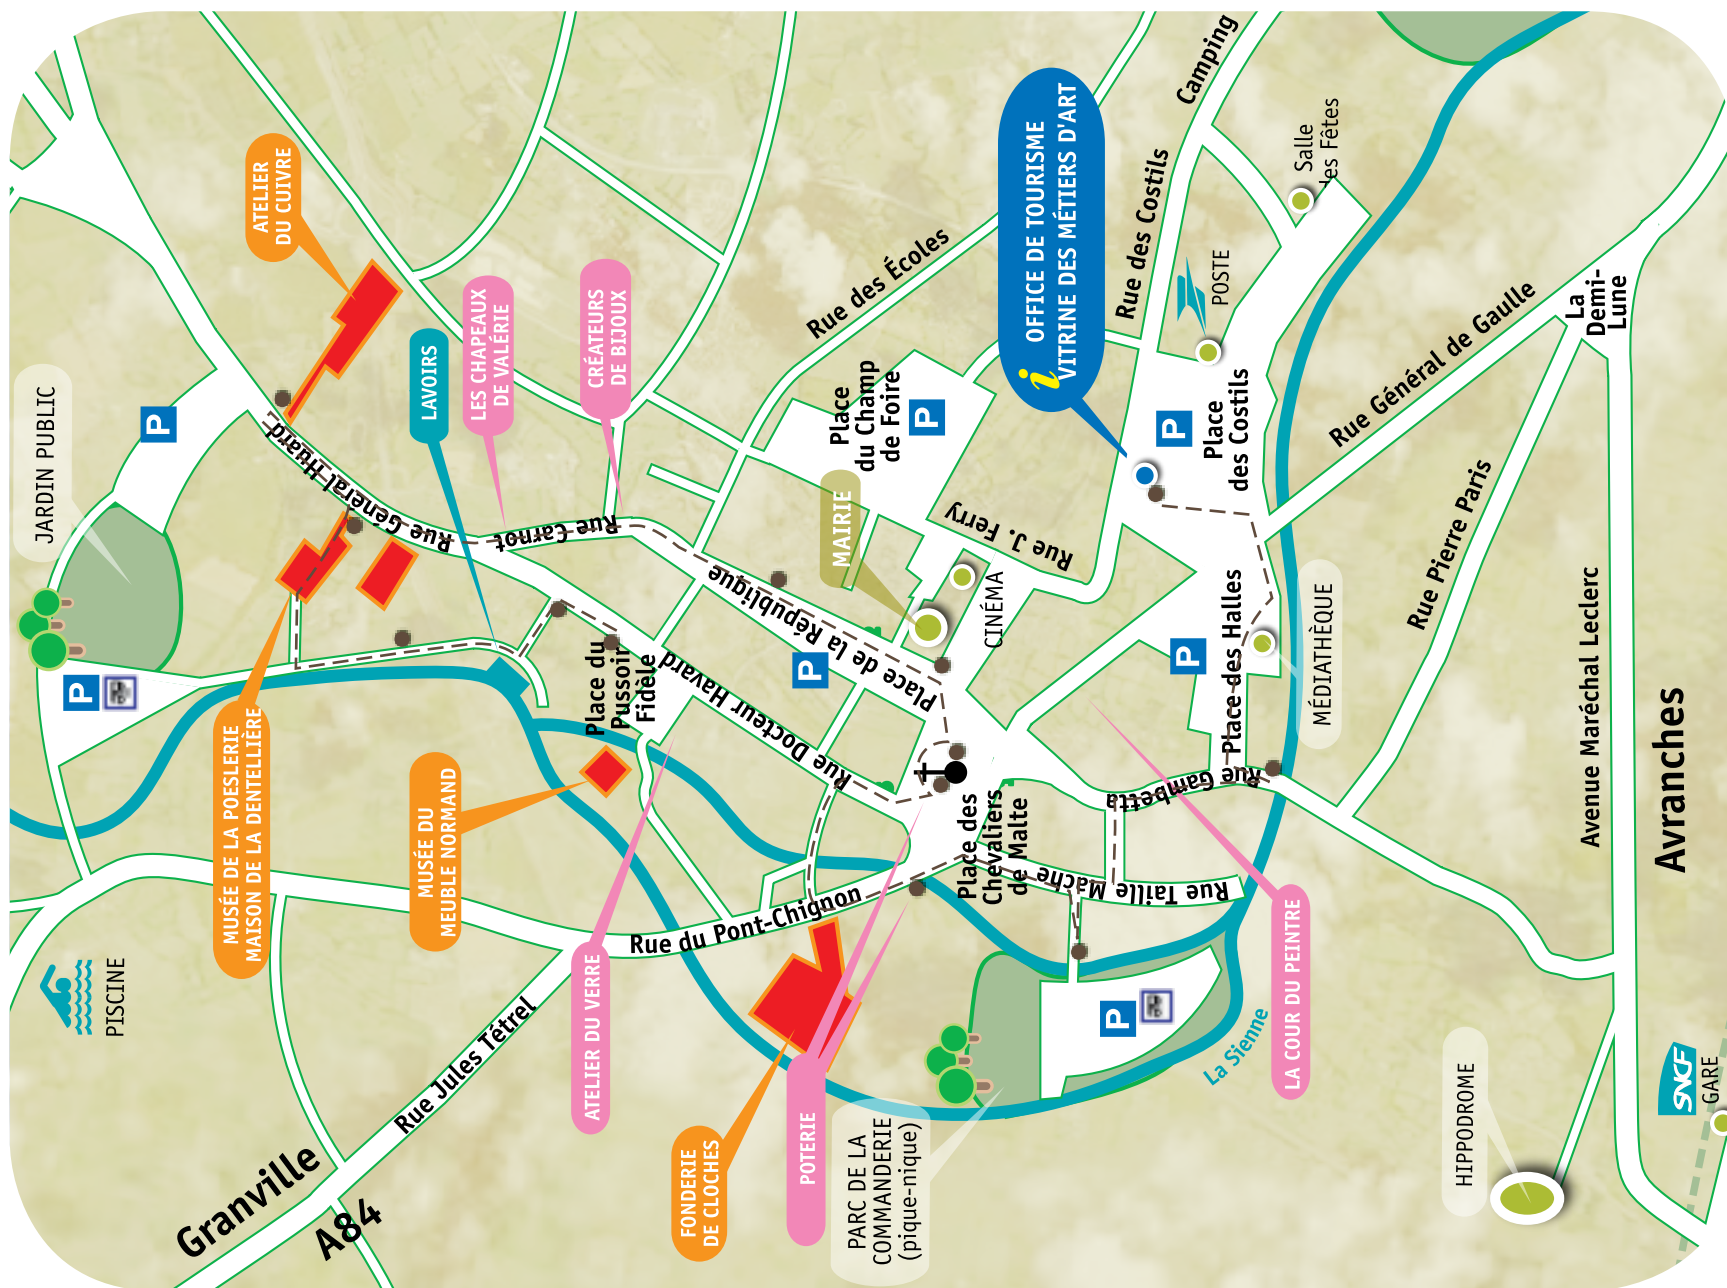 JARDIN PUBLIC
P
ATELIER
DU CUIVRE
LAVOIRS
LES CHAPEAUX
DE VALÉRIE
CRÉATEURS
DE BIJOUX
Rue des Écoles
Place
du Champ
de Foire
P
MAIRIE
Rue J. Ferry
CINÉMA
i
OFFICE DE TOURISME
VITRINE DES MÉTIERS D'ART
Rue des Costils
Camping
Salle
des Fêtes
POSTE
P
Place
des Costils
Rue Général de Gaulle
La
Demi-
Lune
Rue Pierre Paris
Avenue Maréchal Leclerc
Avranches
MÉDIATHÈQUE
P
Place des Halles
Rue Gambetta
Rue Général Huard
Rue Carnot
Place de la République
P
Rue Docteur Havard
Place du
Pussoir
Fidèle
P
MUSÉE DE LA POESLERIE
MAISON DE LA DENTELLIÈRE
MUSÉE DU
MEUBLE NORMAND
Place des
Chevaliers
de Malte
Rue Taille Mâche
Rue du Pont-Chignon
ATELIER DU VERRE
PISCINE
Rue Jules Tétrel
Granville
A84
FONDERIE
DE CLOCHES
POTERIE
PARC DE LA
COMMANDERIE
(pique-nique)
P
La Sienne
LA COUR DU PEINTRE
HIPPODROME
SNCF
GARE